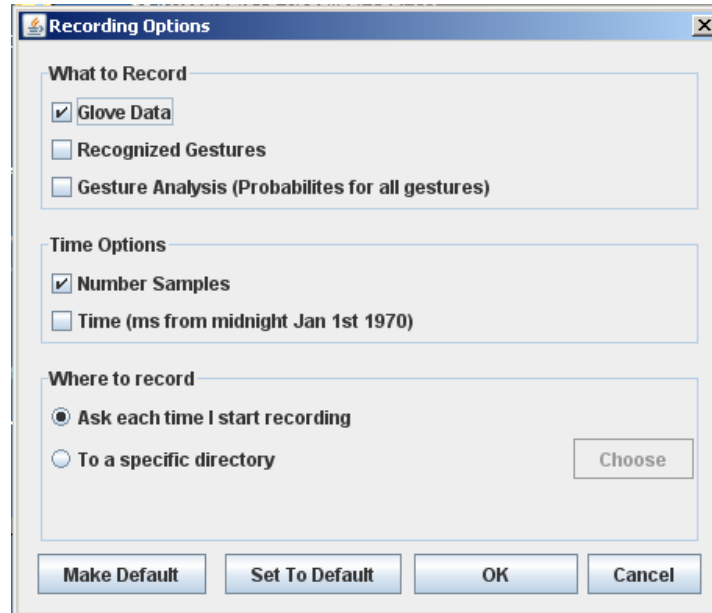 Recording Options
What to Record
Glove Data
Recognized Gestures
Gesture Analysis (Probabilites for all gestures)
Time Options
Number Samples
Time (ms from midnight Jan 1st 1970)
Where to record
Ask each time I start recording
To a specific directory
Choose
Make Default Set To Default OK Cancel